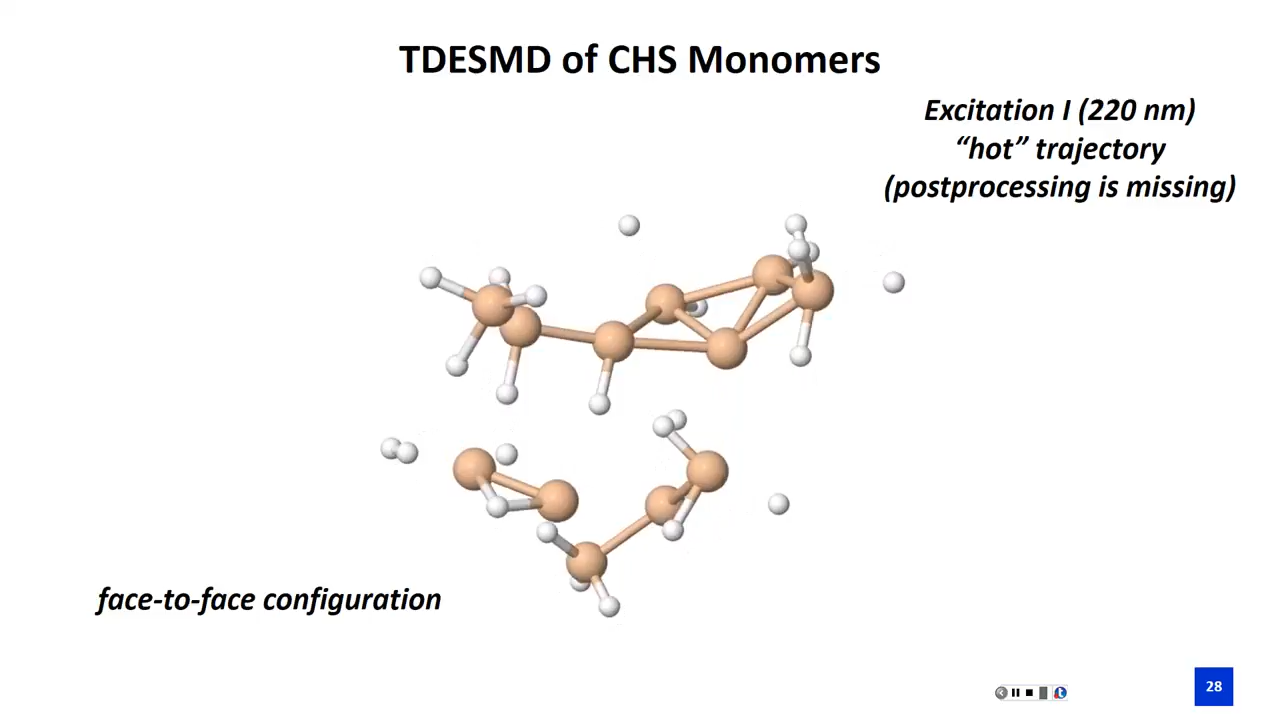 TDESMD of CHS Monomers
Excitation I (220 nm)
“hot” trajectory
(postprocessing is missing)
face-to-face configuration
28